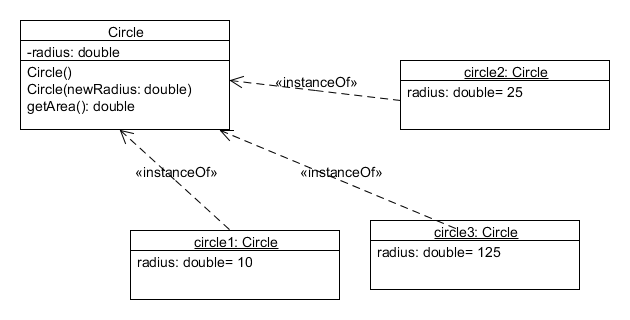 Circle
-radius: double
Circle()
Circle(newRadius: double)
getArea(): double
«instanceOf»
circle2: Circle
radius: double= 25
«instanceOf»
«instanceOf»
circle1: Circle
radius: double= 10
circle3: Circle
radius: double= 125